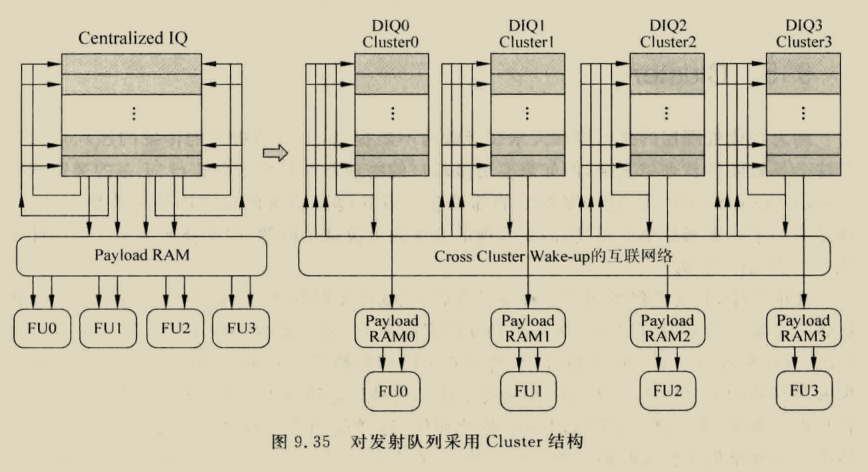 Centralized IQ
DIQ0
Cluster0
DIQ1
Cluster1
DIQ2
Cluster2
DIQ3
Cluster3
Payload RAM
Cross Cluster Wake-up的互联网络
FU0
FU1
FU2
FU3
Payload
RAM0
Payload
RAM1
Payload
RAM2
Payload
RAM3
FU0
FU1
FU2
FU3
图 9.35 对发射队列采用 Cluster 结构